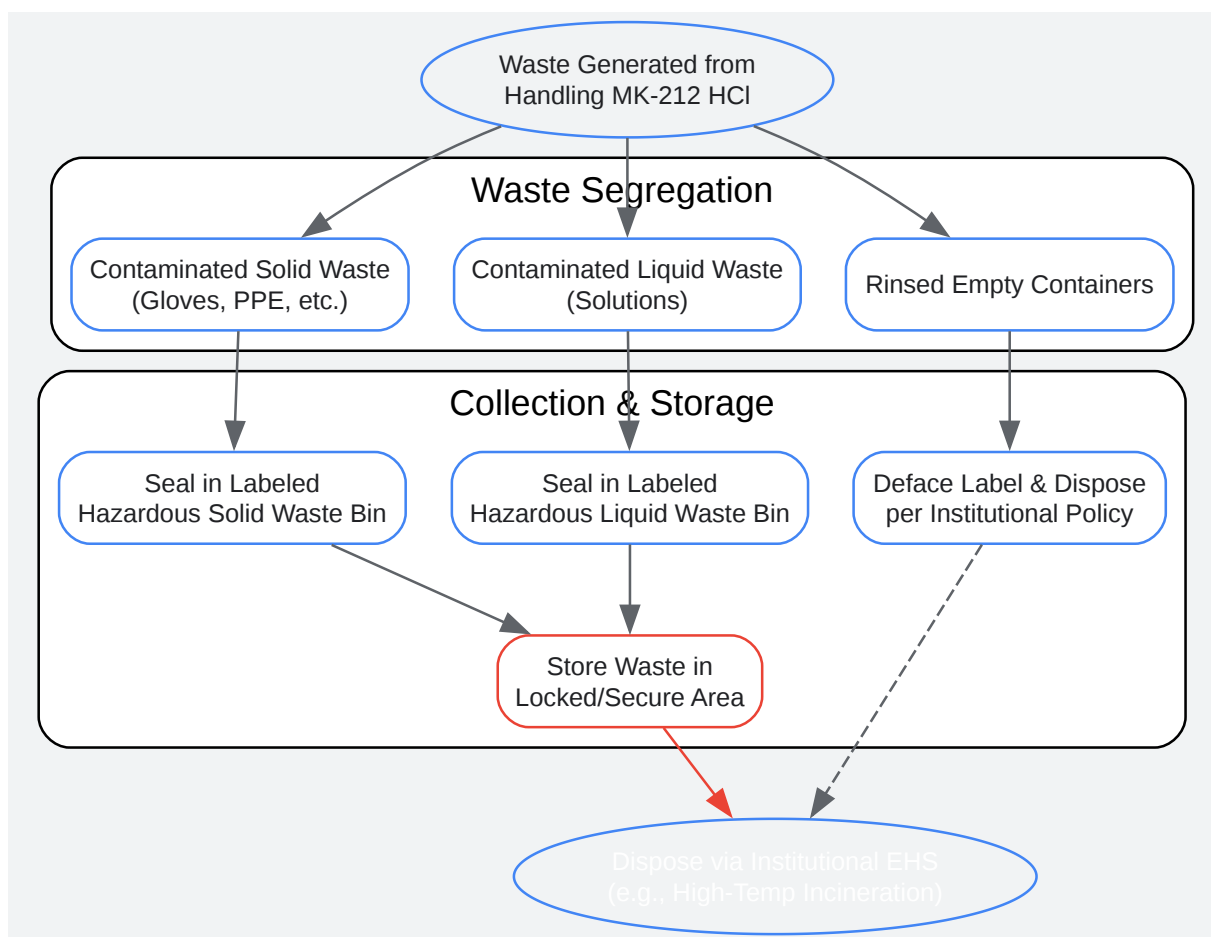 Waste Generated from
Handling MK-212 HCl
Waste Segregation
Contaminated Solid Waste
(Gloves, PPE, etc.)
Contaminated Liquid Waste
(Solutions)
Rinsed Empty Containers
Collection & Storage
Seal in Labeled
Hazardous Solid Waste Bin
Seal in Labeled
Hazardous Liquid Waste Bin
Deface Label & Dispose
per Institutional Policy
Store Waste in
Locked/Secure Area
Dispose via Institutional EHS
(e.g., High-Temp Incineration)